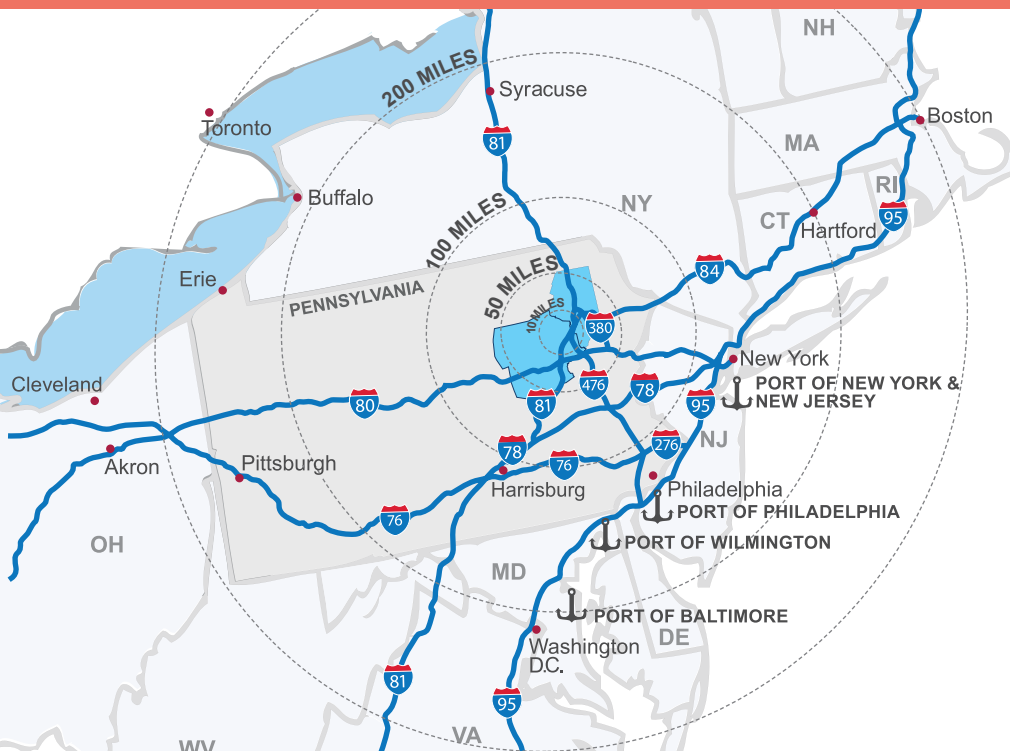 NH
200 MILES
Syracuse
Toronto
Boston
81
MA
Buffalo
RI
NY
100 MILES
CT
95
Hartford
84
Erie
50 MILES
PENNSYLVANIA
10 MILES
380
New York
Cleveland
476
78
PORT OF NEW YORK &
NEW JERSEY
80
81
95
NJ
78
276
76
Akron
Pittsburgh
Harrisburg
Philadelphia
PORT OF PHILADELPHIA
76
OH
PORT OF WILMINGTON
MD
PORT OF BALTIMORE
DE
Washington
D.C.
81
95
VA
WV